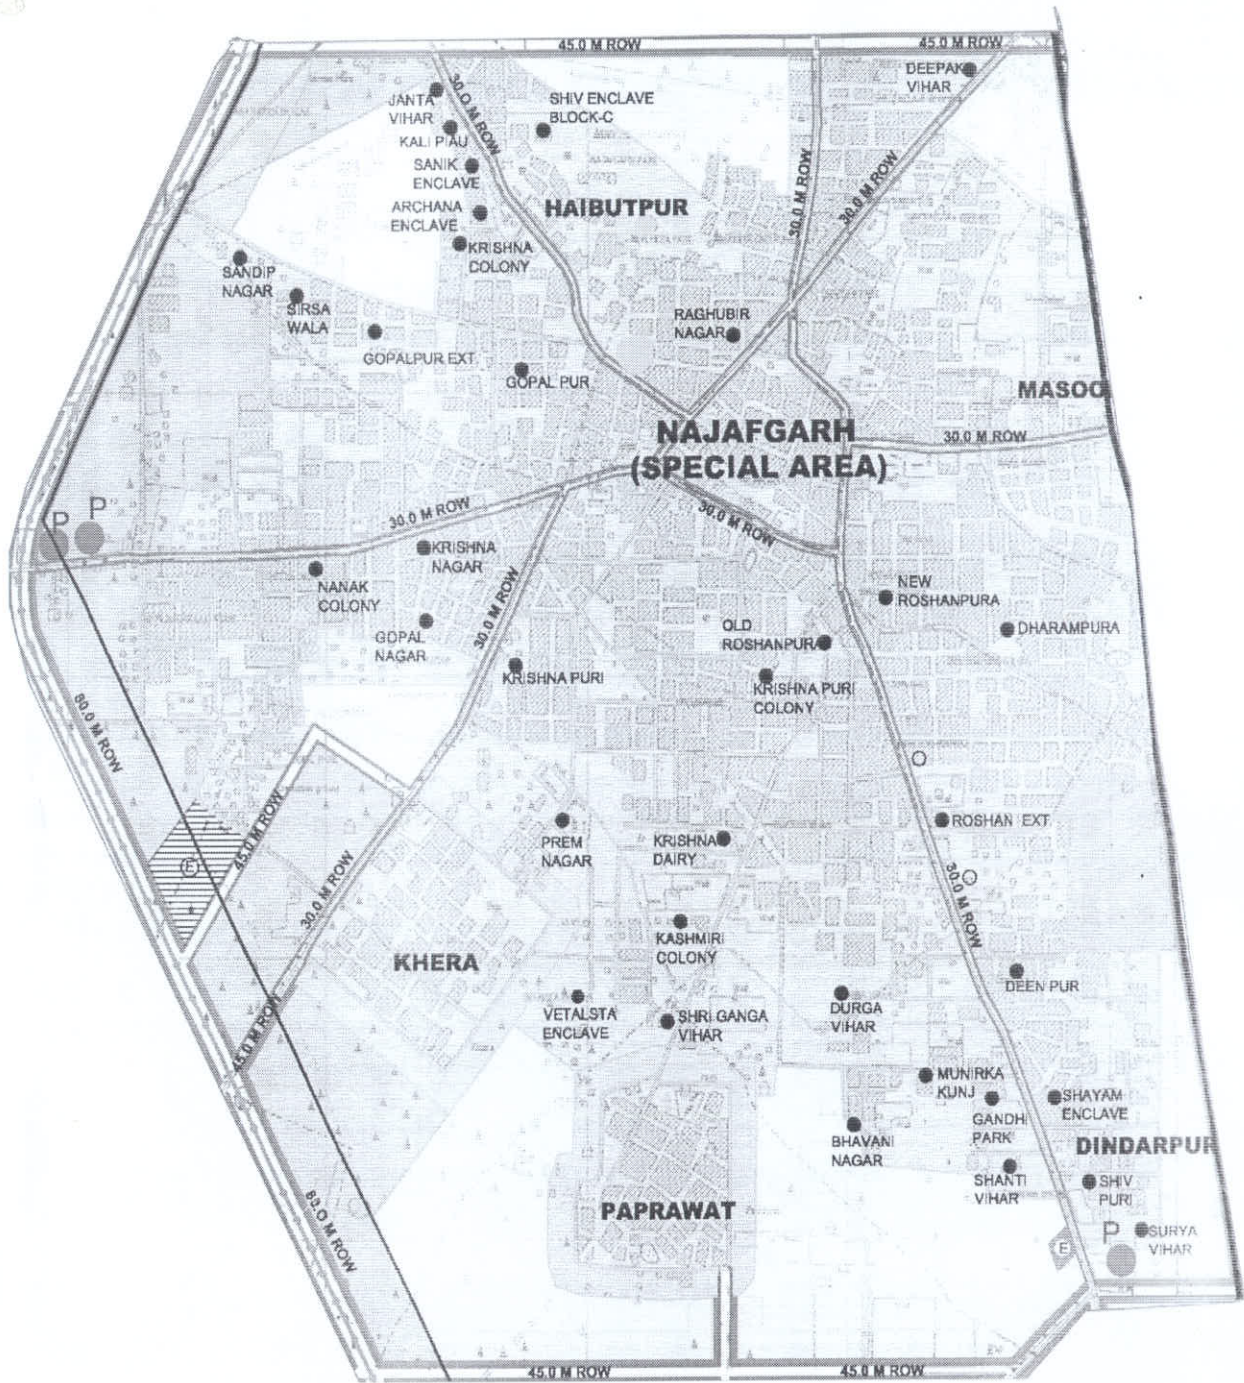 45.0 M ROW
45.0 M ROW
DEEPAK
VIHAR
JANTA
VIHAR
30.0 M ROW
SHIV ENCLAVE
BLOCK-C
KALI PIAU
SANIK
ENCLAVE
ARCHANA
ENCLAVE
HAIBUTPUR
30.0 M ROW
30.0 M ROW
KRISHNA
COLONY
SANDIP
NAGAR
SIRSA
WALA
GOPALPUR EXT.
RAGHUBIR
NAGAR
GOPAL PUR
MASOO
NAJAFGARH
(SPECIAL AREA)
30.0 M ROW
P
P
30.0 M ROW
30.0 M ROW
KRISHNA
NAGAR
NANAK
COLONY
30.0 M ROW
NEW
ROSHANPURA
GOPAL
NAGAR
OLD
ROSHANPURA
DHARAMPURA
KRISHNA PURI
KRISHNA PURI
COLONY
80.0 M ROW
45.0 M ROW
E
PREM
NAGAR
KRISHNA
DAIRY
ROSHAN EXT.
30.0 M ROW
30.0 M ROW
KASHMIRI
COLONY
KHERA
DEEN PUR
45.0 M ROW
VETALSTA
ENCLAVE
SHRI GANGA
VIHAR
DURGA
VIHAR
MUNIRKA
KUNJ
GANDHI
PARK
SHAYAM
ENCLAVE
BHAVANI
NAGAR
DINDARPUR
SHANTI
VIHAR
SHIV
PURI
80.0 M ROW
PAPRAWAT
P
SURYA
VIHAR
E
45.0 M ROW
45.0 M ROW